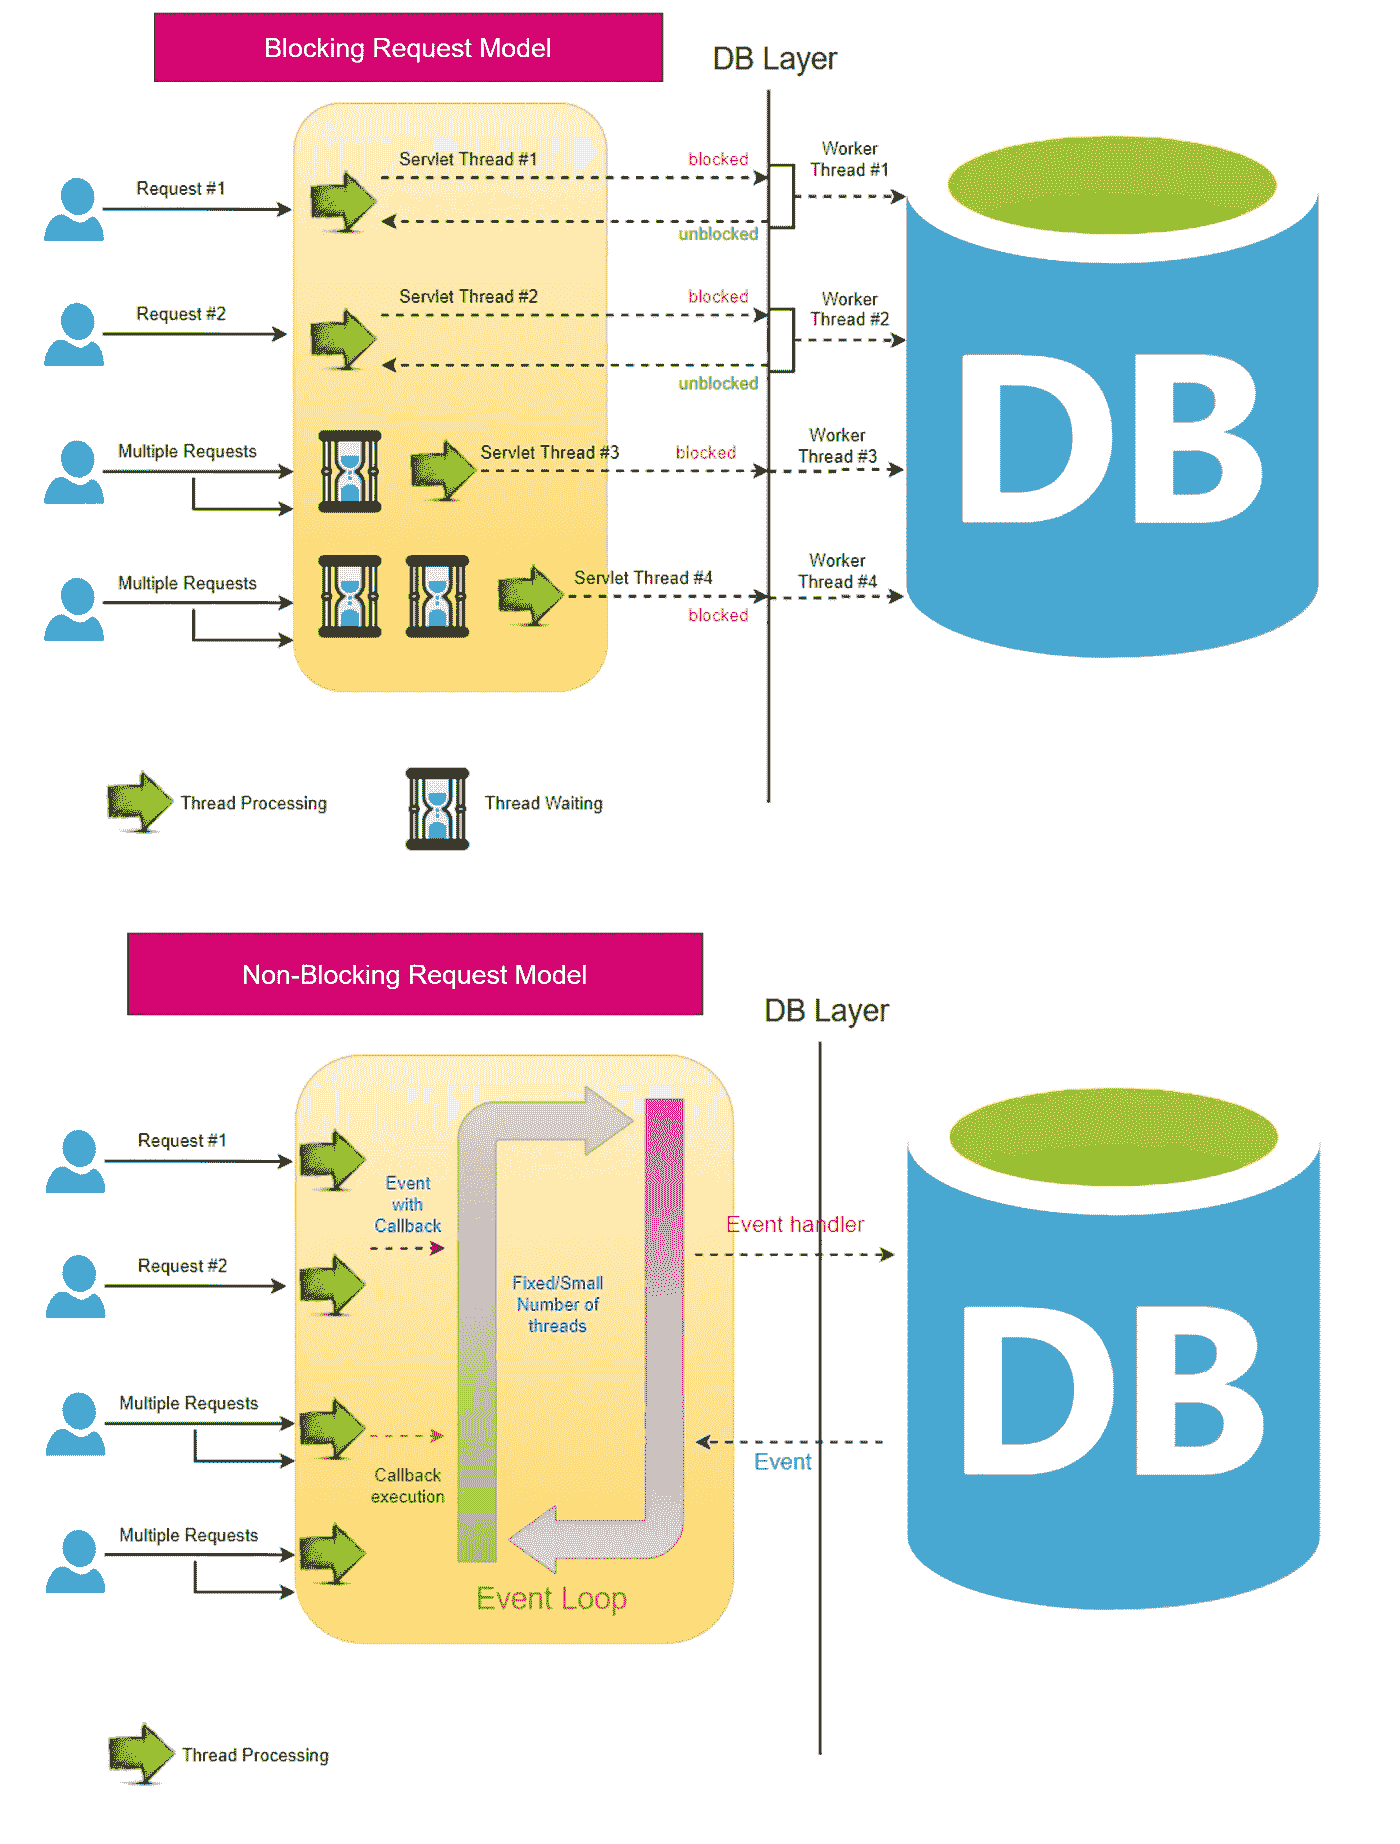 Blocking Request Model
DB Layer
Servlet Thread #1
blocked
Worker
Thread #1
Request #1
unblocked
Servlet Thread #2
blocked
Worker
Thread #2
Request #2
unblocked
Multiple Requests
Servlet Thread #3
blocked
Worker
Thread #3
Multiple Requests
Servlet Thread #4
blocked
Worker
Thread #4
DB
Thread Processing
Thread Waiting
Non-Blocking Request Model
DB Layer
Request #1
Event
with
Callback
Event handler
Request #2
Fixed/Small
Number of
threads
Multiple Requests
Callback
execution
Event
Multiple Requests
Event Loop
DB
Thread Processing